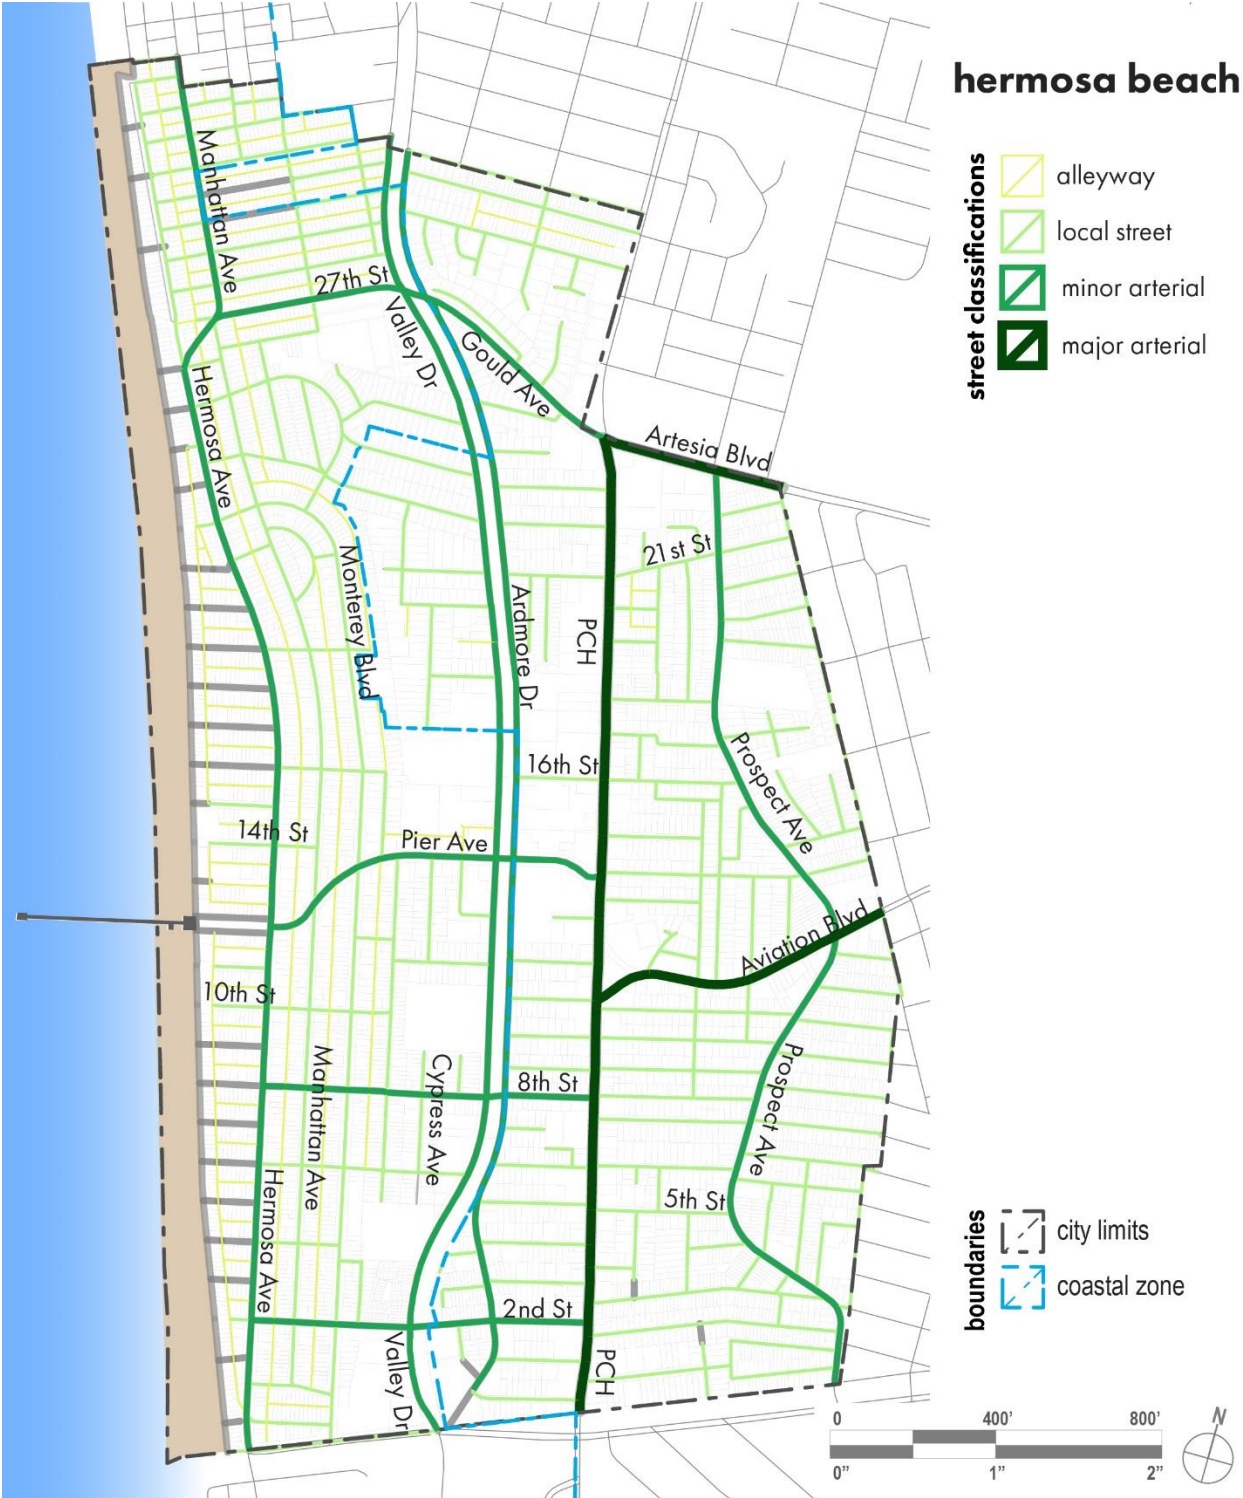 hermosa beach
street classifications
alleyway
local street
minor arterial
major arterial
Manhattan Ave
27th St
Valley Dr
Gould Ave
Hermosa Ave
Artesia Blvd
21st St
Monterey Blvd
Ardmore Dr
PCH
16th St
Prospect Ave
14th St
Pier Ave
Aviation Blvd
10th St
Manhattan Ave
Cypress Ave
8th St
Prospect Ave
Hermosa Ave
5th St
2nd St
Valley Dr
PCH
boundaries
city limits
coastal zone
0 400' 800'
0" 1" 2"
N